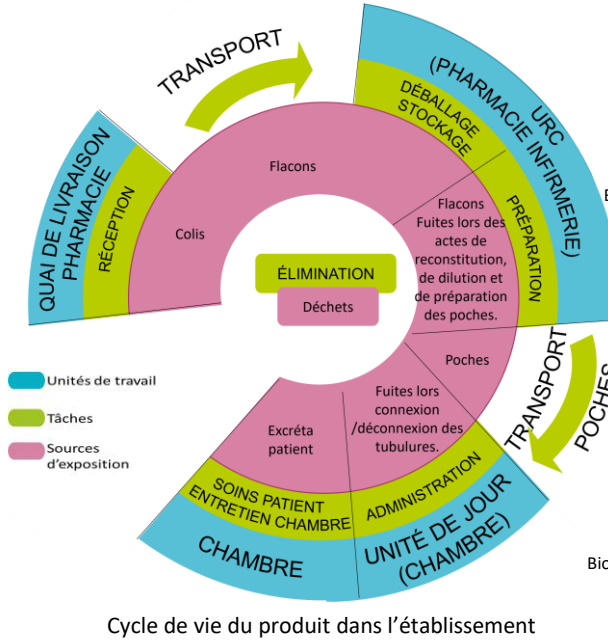 TRANSPORT
QUAI DE LIVRAISON
PHARMACIE
RÉCEPTION
Colis
Flacons
DÉBALLAGE
STOCKAGE
URC
(PHARMACIE INFIRMERIE)
PRÉPARATION
Flacons
Fuites lors des
actes de
reconstitution,
de dilution et
de préparation
des poches.
ÉLIMINATION
Déchets
Poches
TRANSPORT
POCHES
Fuites lors
connexion
/déconnexion des
tubulures.
ADMINISTRATION
UNITÉ DE JOUR
(CHAMBRE)
Excréta
patient
SOINS PATIENT
ENTRETIEN CHAMBRE
CHAMBRE
Unités de travail
Tâches
Sources
d'exposition
E
Bio
Cycle de vie du produit dans l'établissement